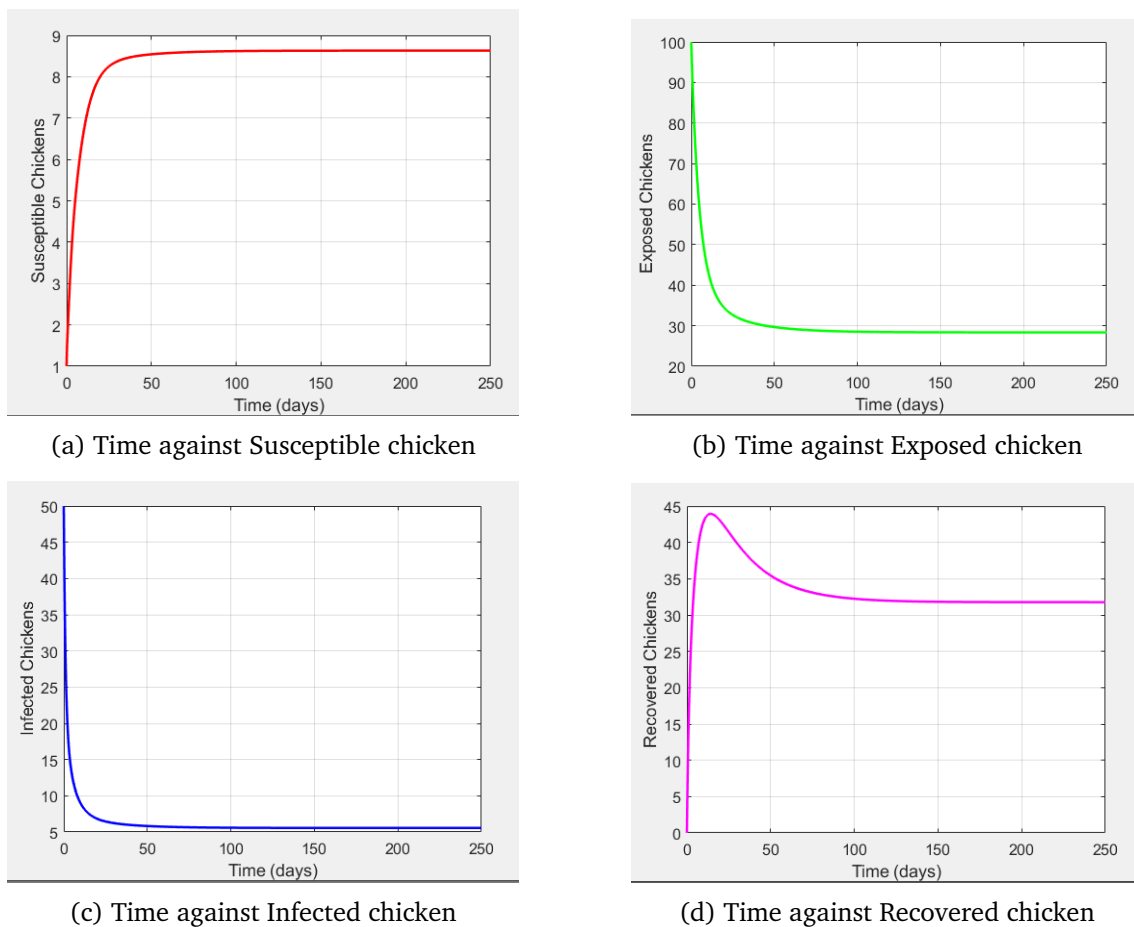 9
8
7
6
5
4
3
2
1
Susceptible Chickens
0 50 100 150 200 250
Time (days)
(a) Time against Susceptible chicken
100
90
80
70
60
50
40
30
20
Exposed Chickens
0 50 100 150 200 250
Time (days)
(b) Time against Exposed chicken
50
45
40
35
30
25
20
15
10
5
Infected Chickens
0 50 100 150 200 250
Time (days)
(c) Time against Infected chicken
45
40
35
30
25
20
15
10
5
0
Recovered Chickens
0 50 100 150 200 250
Time (days)
(d) Time against Recovered chicken